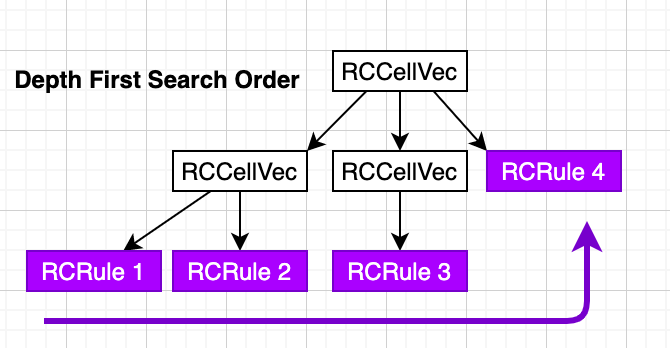 RCCellVec
Depth First Search Order
RCCellVec
RCCellVec
RCRule 4
RCRule 1
RCRule 2
RCRule 3